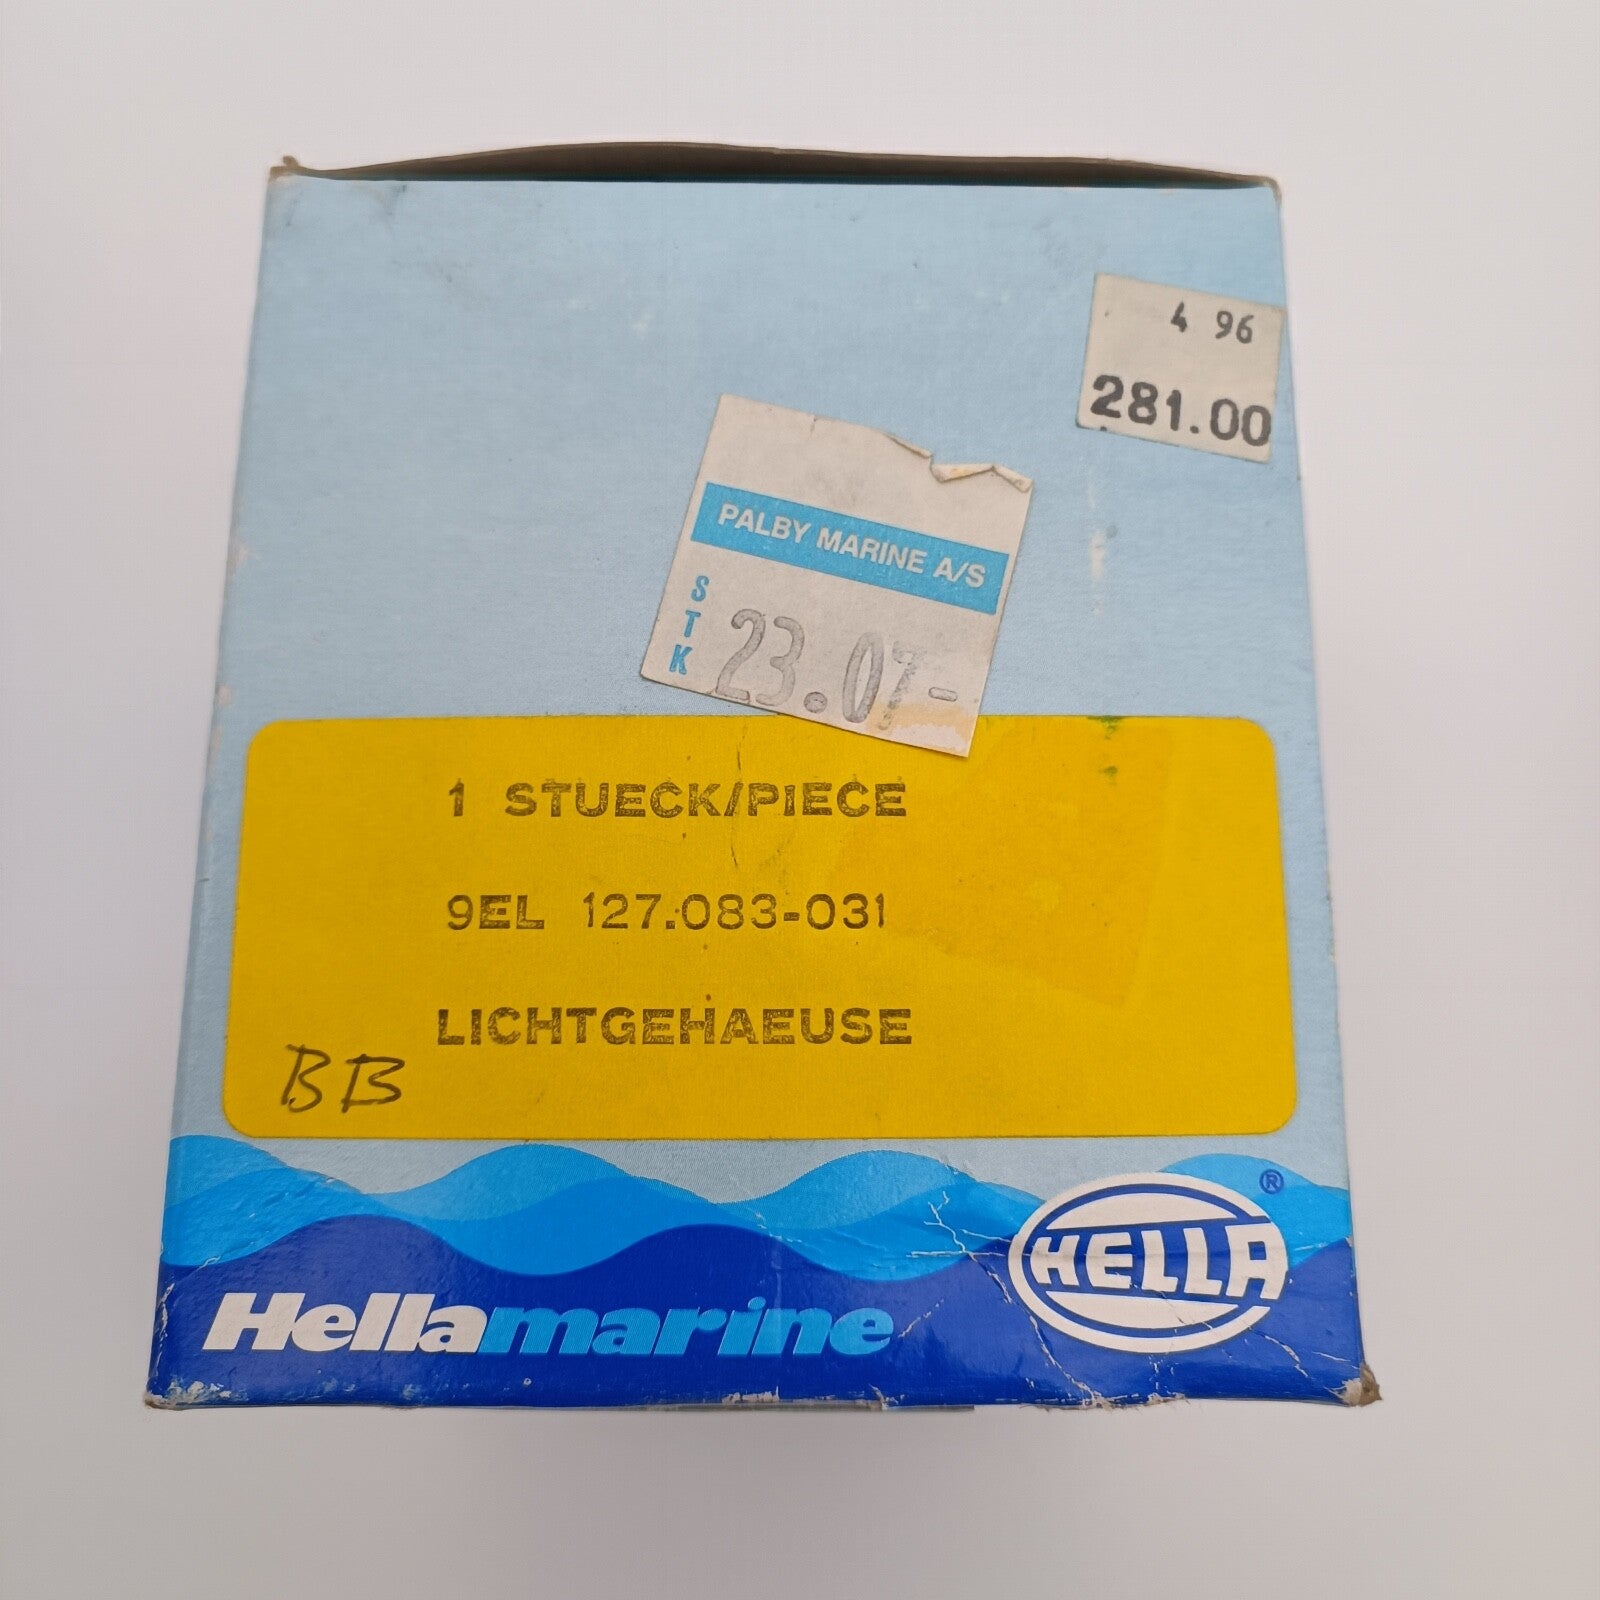 4 96
281.00
PALBY MARINE A/S
STK
23.07-
1 STUECK/PIECE
9EL 127.083-031
LICHTGEHAEUSE
BB
Hellamarine
HELLA®